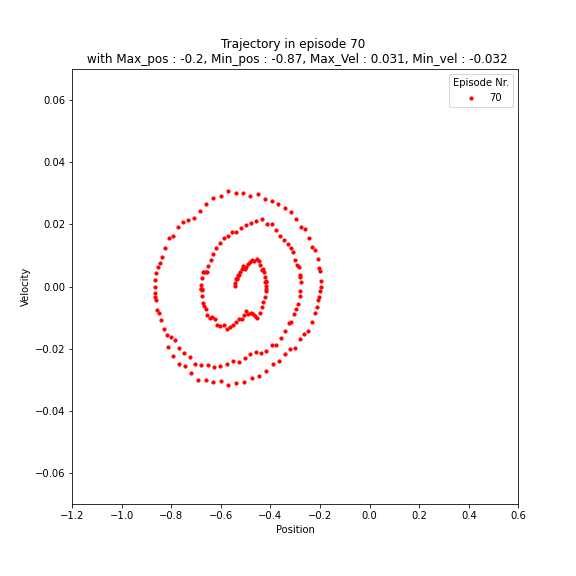 Trajectory in episode 70
with Max_pos : -0.2, Min_pos : -0.87, Max_Vel : 0.031, Min_vel : -0.032
Episode Nr.
70
0.06
0.04
0.02
0.00
−0.02
−0.04
−0.06
Velocity
−1.2 −1.0 −0.8 −0.6 −0.4 −0.2 0.0 0.2 0.4 0.6
Position